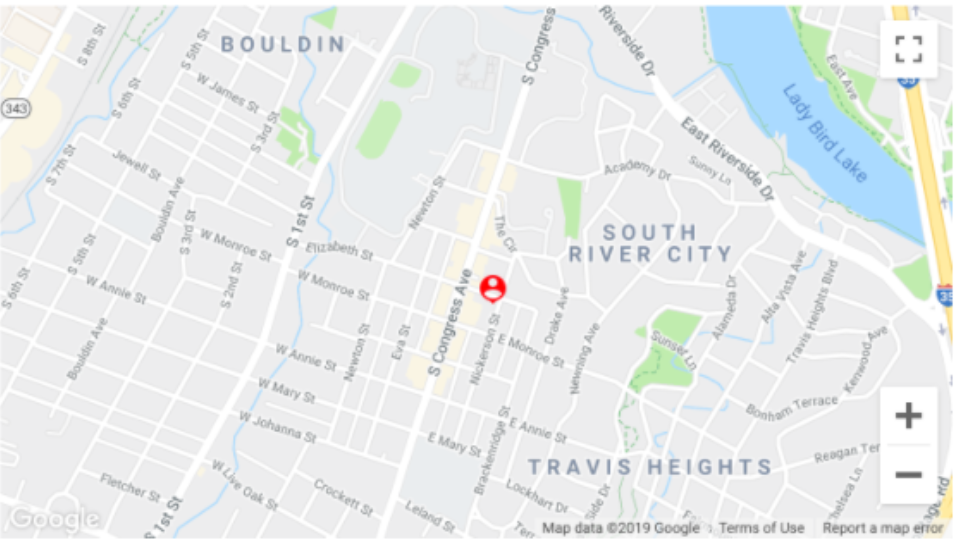 BOULDIN
S Congress
Riverside Dr
S 8th St
S 5th St
343
S 6th St
W James St
S 3rd St
East Ave
35
Lady Bird Lake
East Riverside Dr
S 7th St
Jewell St
Academy Dr
Sunny Ln
Bouldin Ave
S 3rd St
Newton St
S 1st St
The Cir
SOUTH
RIVER CITY
W Monroe St
Elizabeth St
S 5th St
S 6th St
W Annie St
S 2nd St
W Monroe St
S Congress Ave
Drake Ave
Alameda Dr
Alta Vista Ave
Travis Heights Blvd
35
Bouldin Ave
W Annie St
Newton St
Eva St
Nickerson St
E Monroe St
Newning Ave
Sunser Ln
Kenwood Ave
W Mary St
Bonham Terrace
W Johanna St
E Mary St
E Annie St
Brackenridge St
TRAVIS HEIGHTS
Reagan Ter
Fletcher St
W Live Oak St
Crockett St
Lockhart Dr
Leland St
S 1st St
Google
Map data ©2019 Google
Terms of Use
Report a map error